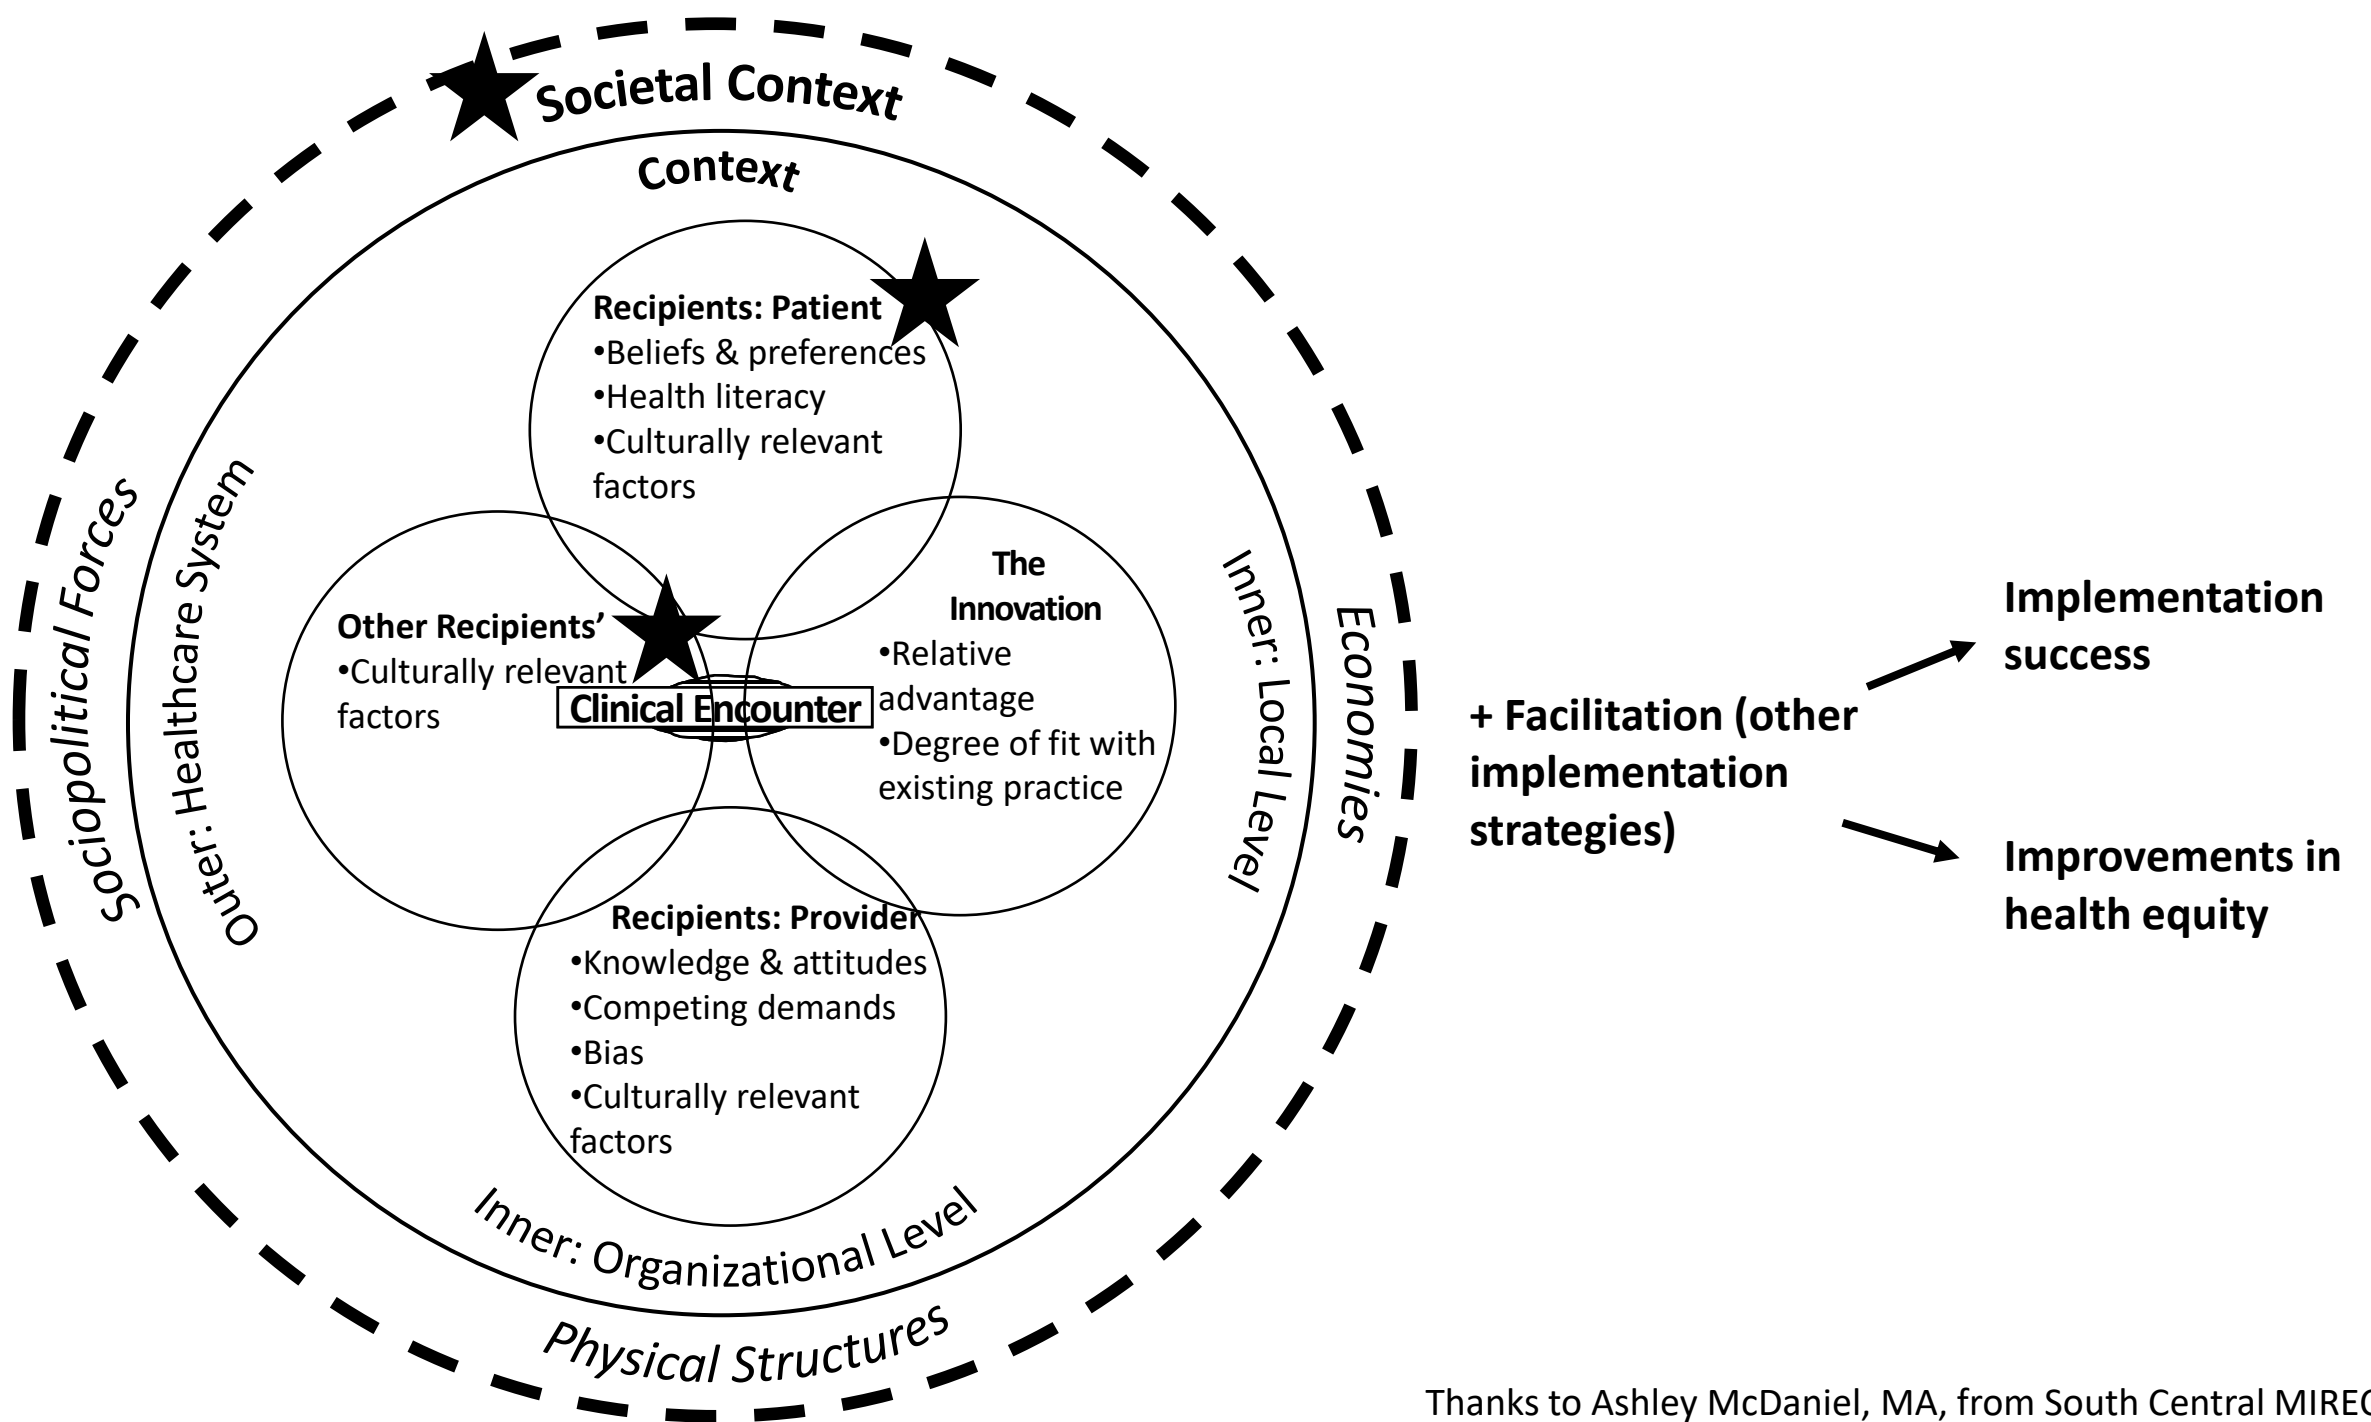 Societal Context
Context
Recipients: Patient
•Beliefs & preferences
•Health literacy
•Culturally relevant
factors
Sociopolitical Forces
Outer: Healthcare System
Other Recipients’
•Culturally relevant
factors
Clinical Encounter
The
Innovation
•Relative
advantage
•Degree of fit with
existing practice
Inner: Local Level
Economies
Recipients: Provider
•Knowledge & attitudes
•Competing demands
•Bias
•Culturally relevant
factors
Inner: Organizational Level
Physical Structures
+ Facilitation (other
implementation
strategies)
Implementation
success
Improvements in
health equity
Thanks to Ashley McDaniel, MA, from South Central MIREC